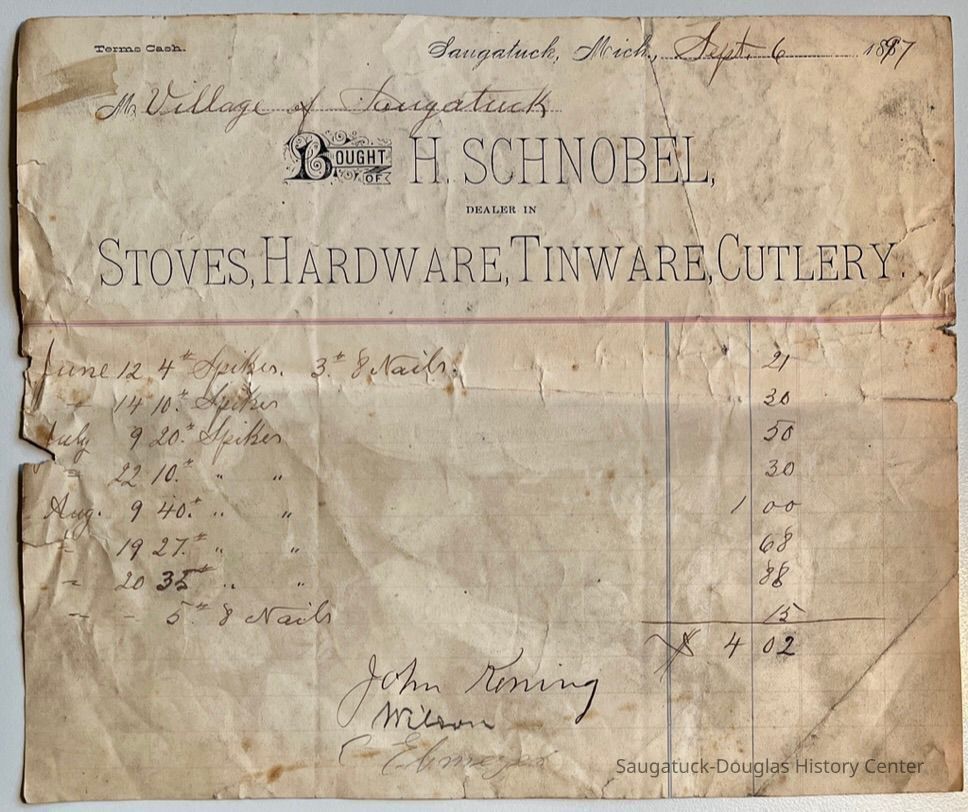 Terms Cash.
Saugatuck, Mich., Sept. 6 1897
M Village of Saugatuck
BOUGHT OF H. SCHNOBEL,
DEALER IN
STOVES, HARDWARE, TINWARE, CUTLERY.
June 12 4# Spikes. 3# 8 Nails. 21
" 14 10# Spikes 30
July 9 20# Spikes 50
" 22 10# " " 30
Aug. 9 40# " " 1 00
" 19 27# " " 68
" 20 35# " " 88
" " 5# 8 Nails 15
$ 4 02
John Koning
Wilson
Saugatuck-Douglas History Center